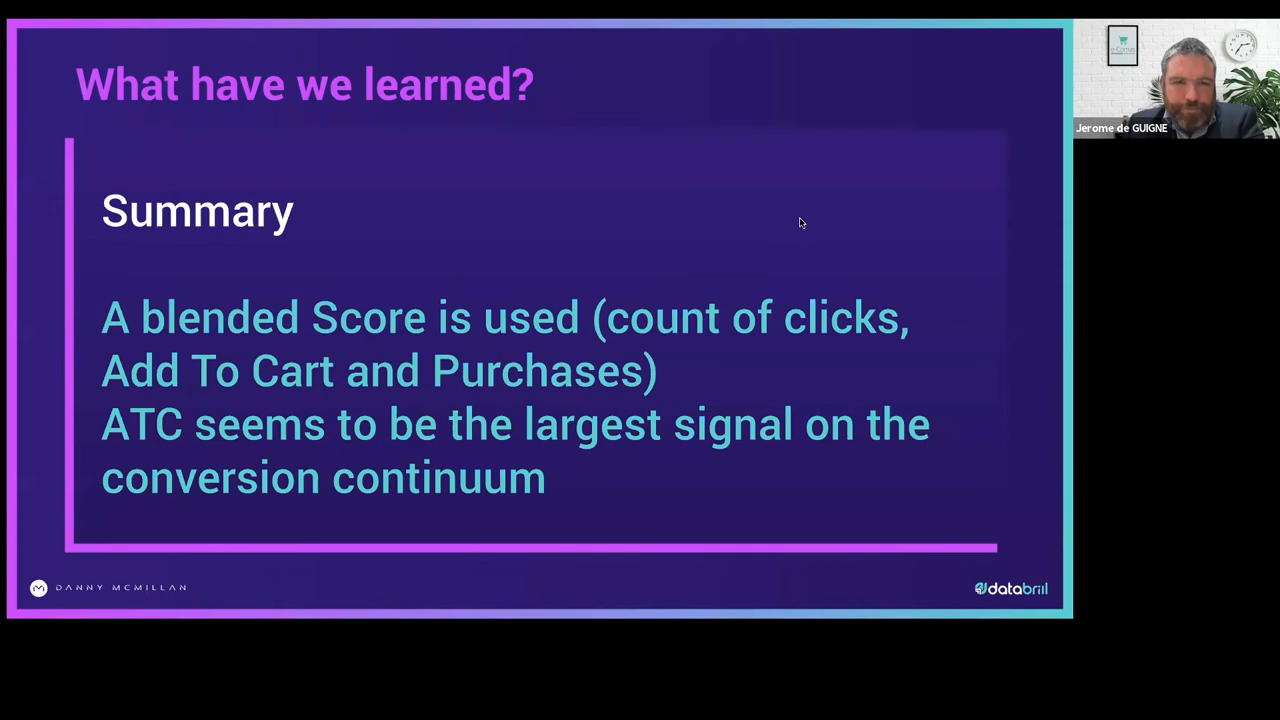 What have we learned?
Summary
A blended Score is used (count of clicks,
Add To Cart and Purchases)
ATC seems to be the largest signal on the
conversion continuum
DANNY MCMILLAN
databrill
e-Comas
Jerome de GUIGNE